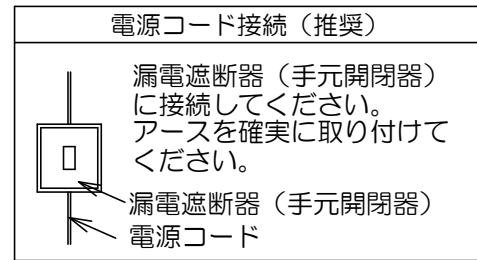 電源コード接続（推奨）
漏電遮断器（手元開閉器）
に接続してください。
アースを確実に取り付けて
ください。
漏電遮断器（手元開閉器）
電源コード